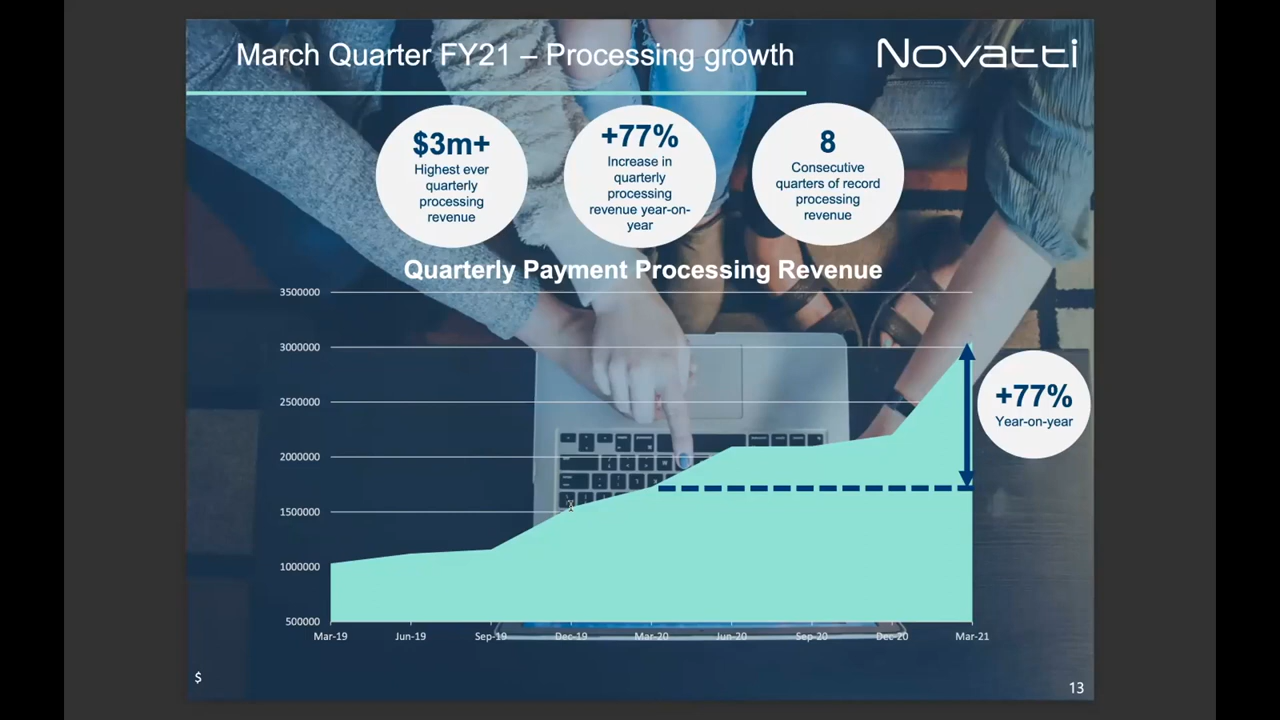 March Quarter FY21 – Processing growth
Novatti
$3m+
Highest ever
quarterly
processing
revenue
+77%
Increase in
quarterly
processing
revenue year-on-
year
8
Consecutive
quarters of record
processing
revenue
Quarterly Payment Processing Revenue
3500000
3000000
2500000
2000000
1500000
1000000
500000
+77%
Year-on-year
Mar-19 Jun-19 Sep-19 Dec-19 Mar-20 Jun-20 Sep-20 Dec-20 Mar-21
$
13